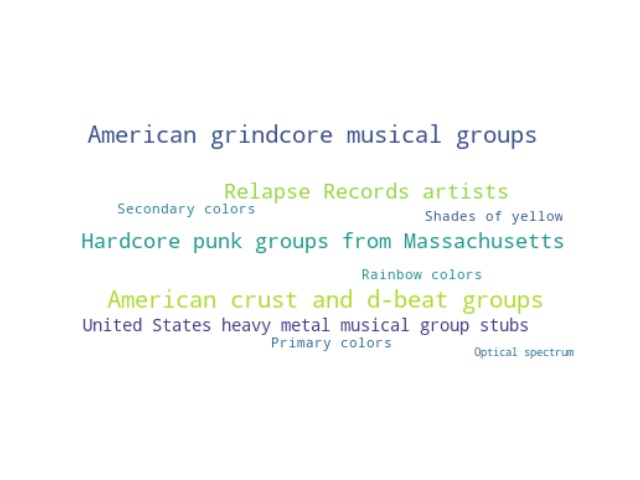 American grindcore musical groups
Relapse Records artists
Secondary colors
Shades of yellow
Hardcore punk groups from Massachusetts
Rainbow colors
American crust and d-beat groups
United States heavy metal musical group stubs
Primary colors
Optical spectrum